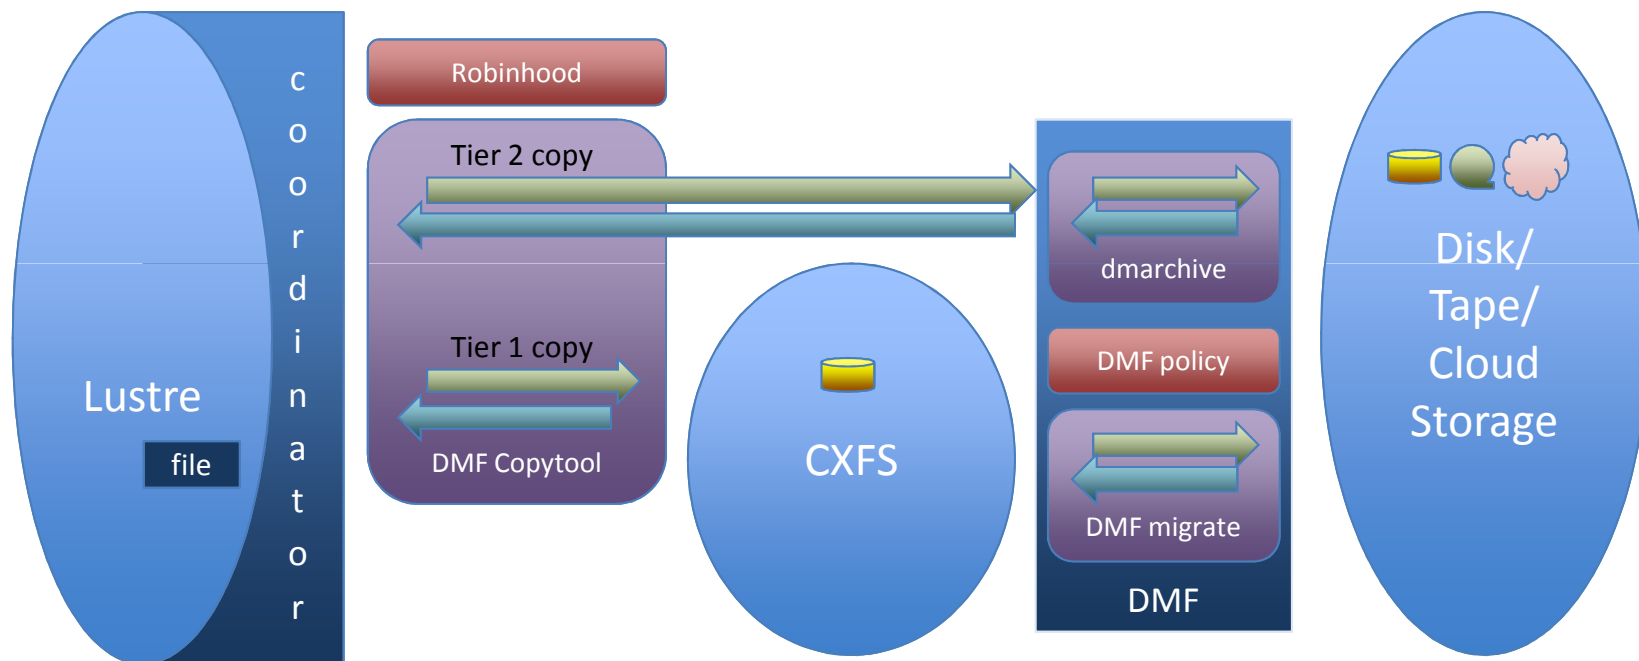 Lustre
file
c
o
o
r
d
i
n
a
t
o
r
Robinhood
Tier 2 copy
Tier 1 copy
DMF Copytool
CXFS
dmarchive
DMF policy
DMF migrate
DMF
Disk/
Tape/
Cloud
Storage